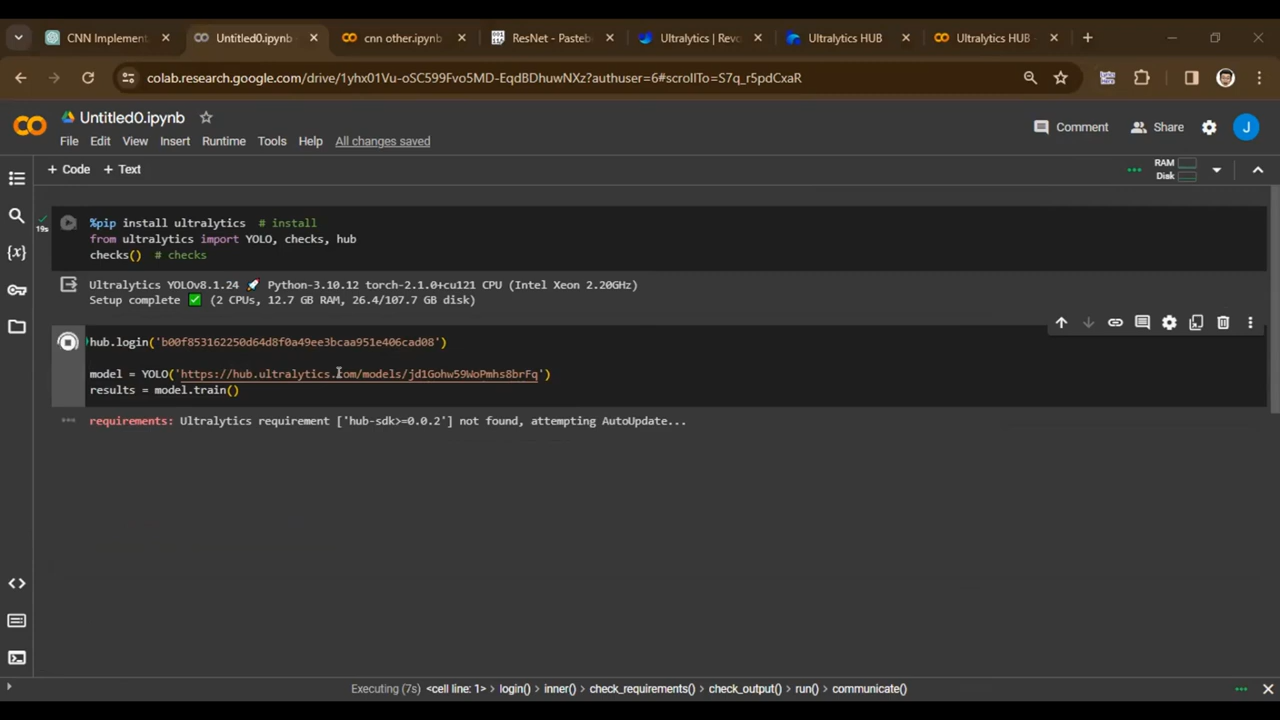 CNN Implement
Untitled0.ipynb
cnn other.ipynb
ResNet - Pasteb
Ultralytics | Revo
Ultralytics HUB
Ultralytics HUB -
colab.research.google.com/drive/1yhx01Vu-oSC599Fvo5MD-EqdBDhuwNXz?authuser=6#scrollTo=S7q_r5pdCxaR
Untitled0.ipynb
Comment
Share
J
File Edit View Insert Runtime Tools Help All changes saved
+ Code + Text
RAM
Disk
%pip install ultralytics # install
from ultralytics import YOLO, checks, hub
checks() # checks
19s
Ultralytics YOLOv8.1.24 🚀 Python-3.10.12 torch-2.1.0+cu121 CPU (Intel Xeon 2.20GHz)
Setup complete ✅ (2 CPUs, 12.7 GB RAM, 26.4/107.7 GB disk)
hub.login('b00f853162250d64d8f0a49ee3bcaa951e406cad08')
model = YOLO('https://hub.ultralytics.com/models/jd1Gohw59WoPmhs8brFq')
results = model.train()
requirements: Ultralytics requirement ['hub-sdk>=0.0.2'] not found, attempting AutoUpdate...
Executing (7s) <cell line: 1> > login() > inner() > check_requirements() > check_output() > run() > communicate()